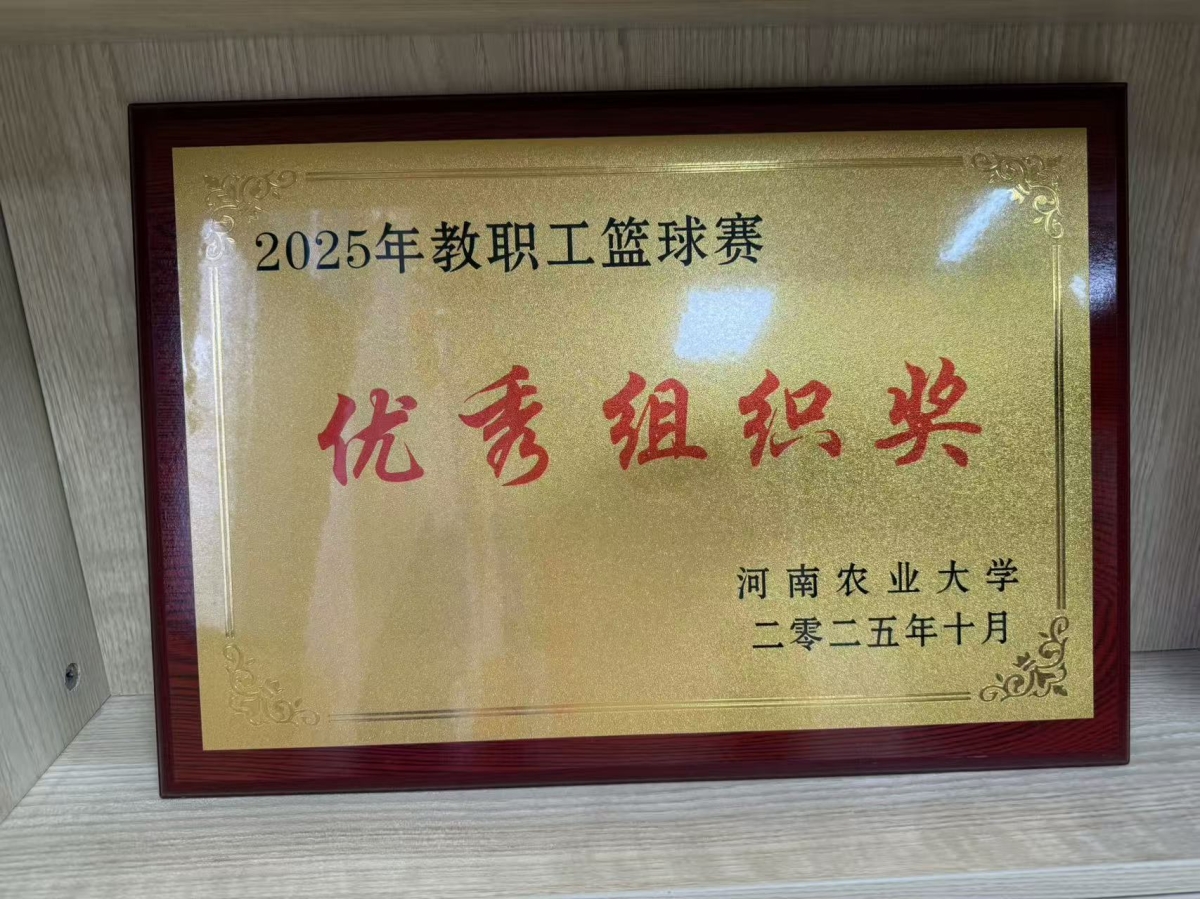 2025年教职工篮球赛
优秀组织奖
河南农业大学
二零二五年十月